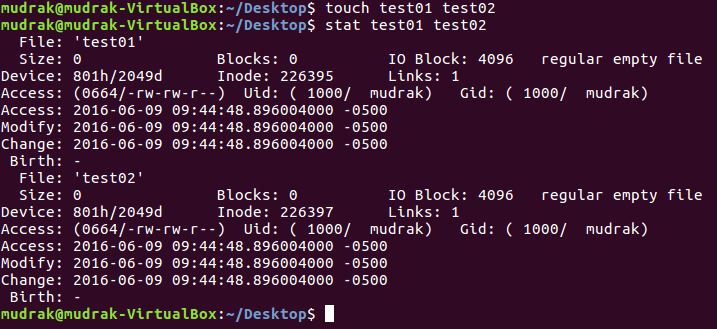 mudrak@mudrak-VirtualBox:~/Desktop$ touch test01 test02
mudrak@mudrak-VirtualBox:~/Desktop$ stat test01 test02
  File: 'test01'
  Size: 0               Blocks: 0          IO Block: 4096   regular empty file
Device: 801h/2049d      Inode: 226395      Links: 1
Access: (0664/-rw-rw-r--)  Uid: ( 1000/  mudrak)   Gid: ( 1000/  mudrak)
Access: 2016-06-09 09:44:48.896004000 -0500
Modify: 2016-06-09 09:44:48.896004000 -0500
Change: 2016-06-09 09:44:48.896004000 -0500
 Birth: -
  File: 'test02'
  Size: 0               Blocks: 0          IO Block: 4096   regular empty file
Device: 801h/2049d      Inode: 226397      Links: 1
Access: (0664/-rw-rw-r--)  Uid: ( 1000/  mudrak)   Gid: ( 1000/  mudrak)
Access: 2016-06-09 09:44:48.896004000 -0500
Modify: 2016-06-09 09:44:48.896004000 -0500
Change: 2016-06-09 09:44:48.896004000 -0500
 Birth: -
mudrak@mudrak-VirtualBox:~/Desktop$